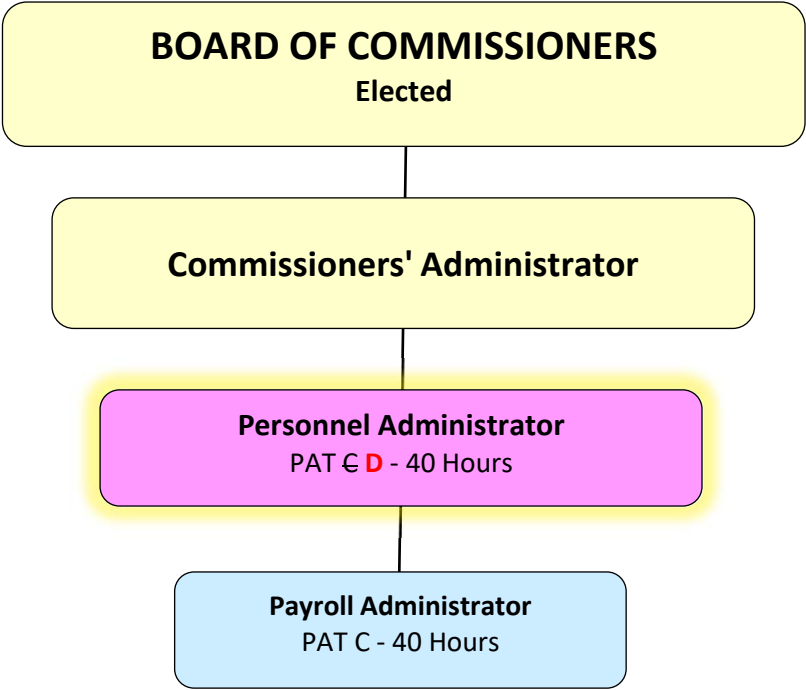 BOARD OF COMMISSIONERS
Elected
Commissioners' Administrator
Personnel Administrator
PAT C D - 40 Hours
Payroll Administrator
PAT C - 40 Hours